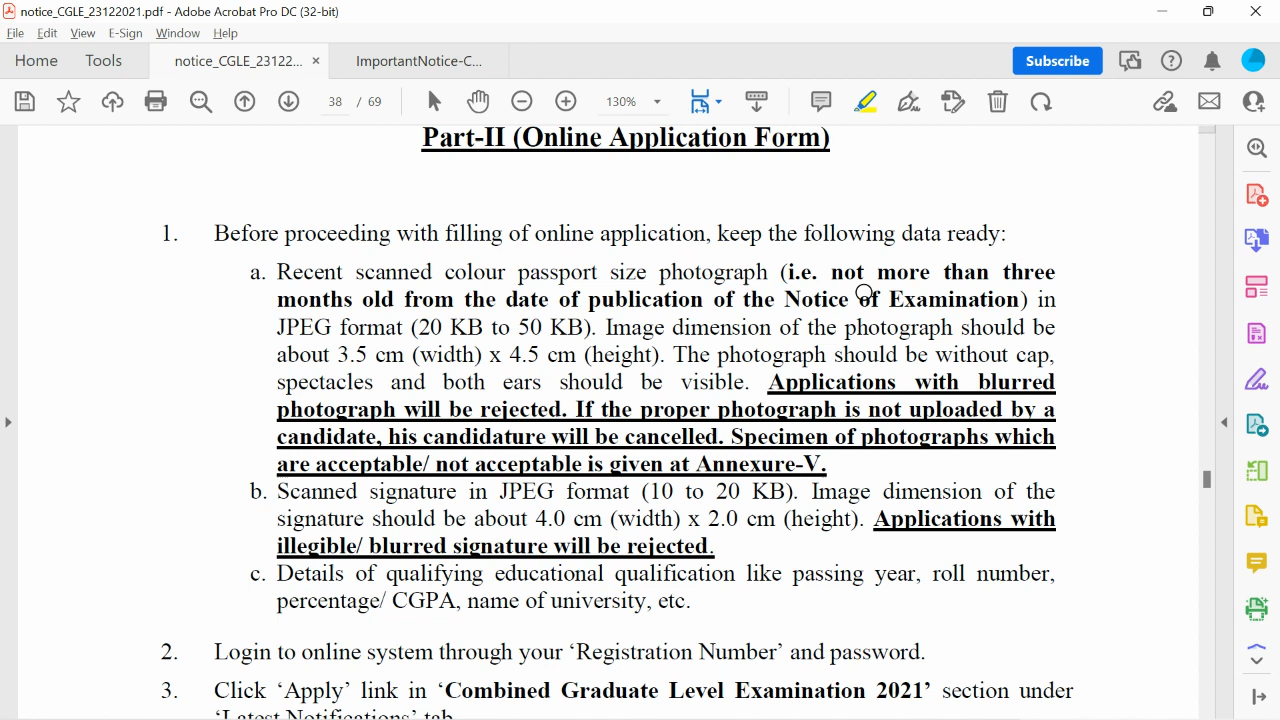 notice_CGLE_23122021.pdf - Adobe Acrobat Pro DC (32-bit)
File Edit View E-Sign Window Help
Home Tools notice_CGLE_23122... × ImportantNotice-C... Subscribe
38 / 69 130%
Part-II (Online Application Form)
1. Before proceeding with filling of online application, keep the following data ready:
a. Recent scanned colour passport size photograph (i.e. not more than three
months old from the date of publication of the Notice of Examination) in
JPEG format (20 KB to 50 KB). Image dimension of the photograph should be
about 3.5 cm (width) x 4.5 cm (height). The photograph should be without cap,
spectacles and both ears should be visible. Applications with blurred
photograph will be rejected. If the proper photograph is not uploaded by a
candidate, his candidature will be cancelled. Specimen of photographs which
are acceptable/ not acceptable is given at Annexure-V.
b. Scanned signature in JPEG format (10 to 20 KB). Image dimension of the
signature should be about 4.0 cm (width) x 2.0 cm (height). Applications with
illegible/ blurred signature will be rejected.
c. Details of qualifying educational qualification like passing year, roll number,
percentage/ CGPA, name of university, etc.
2. Login to online system through your ‘Registration Number’ and password.
3. Click ‘Apply’ link in ‘Combined Graduate Level Examination 2021’ section under
‘Latest Notifications’ tab